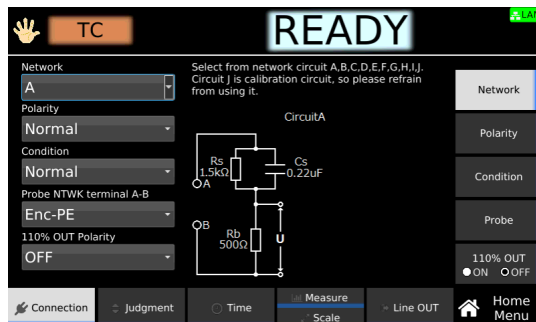 TC
READY
LAN
Network
A
Polarity
Normal
Condition
Normal
Probe NTWK terminal A-B
Enc-PE
110% OUT Polarity
OFF
Select from network circuit A,B,C,D,E,F,G,H,I,J.
Circuit J is calibration circuit, so please refrain
from using it.
CircuitA
Rs
1.5kΩ
Cs
0.22uF
A
B
Rb
500Ω
U
Network
Polarity
Condition
Probe
110% OUT
ON OFF
Connection
Judgment
Time
Measure
Scale
Line OUT
Home
Menu